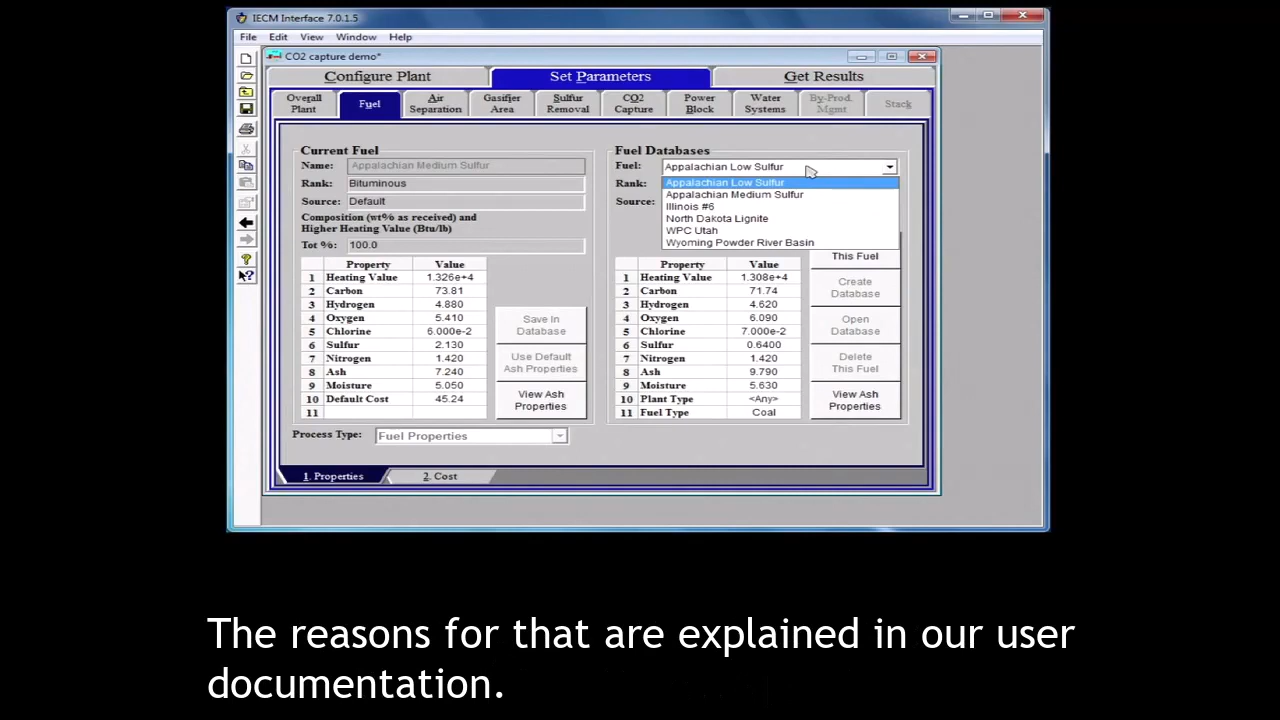 IECM Interface 7.0.1.5
File Edit View Window Help
CO2 capture demo*
Configure Plant Set Parameters Get Results
Overall Plant Fuel Air Separation Gasifier Area Sulfur Removal CO2 Capture Power Block Water Systems By-Prod. Mgmt Stack
Current Fuel
Name: Appalachian Medium Sulfur
Rank: Bituminous
Source: Default
Composition (wt% as received) and
Higher Heating Value (Btu/lb)
Tot %: 100.0
Property Value
1 Heating Value 1.326e+4
2 Carbon 73.81
3 Hydrogen 4.880
4 Oxygen 5.410
5 Chlorine 6.000e-2
6 Sulfur 2.130
7 Nitrogen 1.420
8 Ash 7.240
9 Moisture 5.050
10 Default Cost 45.24
11
Save In
Database
Use Default
Ash Properties
View Ash
Properties
Process Type: Fuel Properties
Fuel Databases
Fuel: Appalachian Low Sulfur
Rank:
Source:
Appalachian Low Sulfur
Appalachian Medium Sulfur
Illinois #6
North Dakota Lignite
WPC Utah
Wyoming Powder River Basin
Property Value
1 Heating Value 1.308e+4
2 Carbon 71.74
3 Hydrogen 4.620
4 Oxygen 6.090
5 Chlorine 7.000e-2
6 Sulfur 0.6400
7 Nitrogen 1.420
8 Ash 9.790
9 Moisture 5.630
10 Plant Type <Any>
11 Fuel Type Coal
This Fuel
Create
Database
Open
Database
Delete
This Fuel
View Ash
Properties
1. Properties 2. Cost
The reasons for that are explained in our user
documentation.